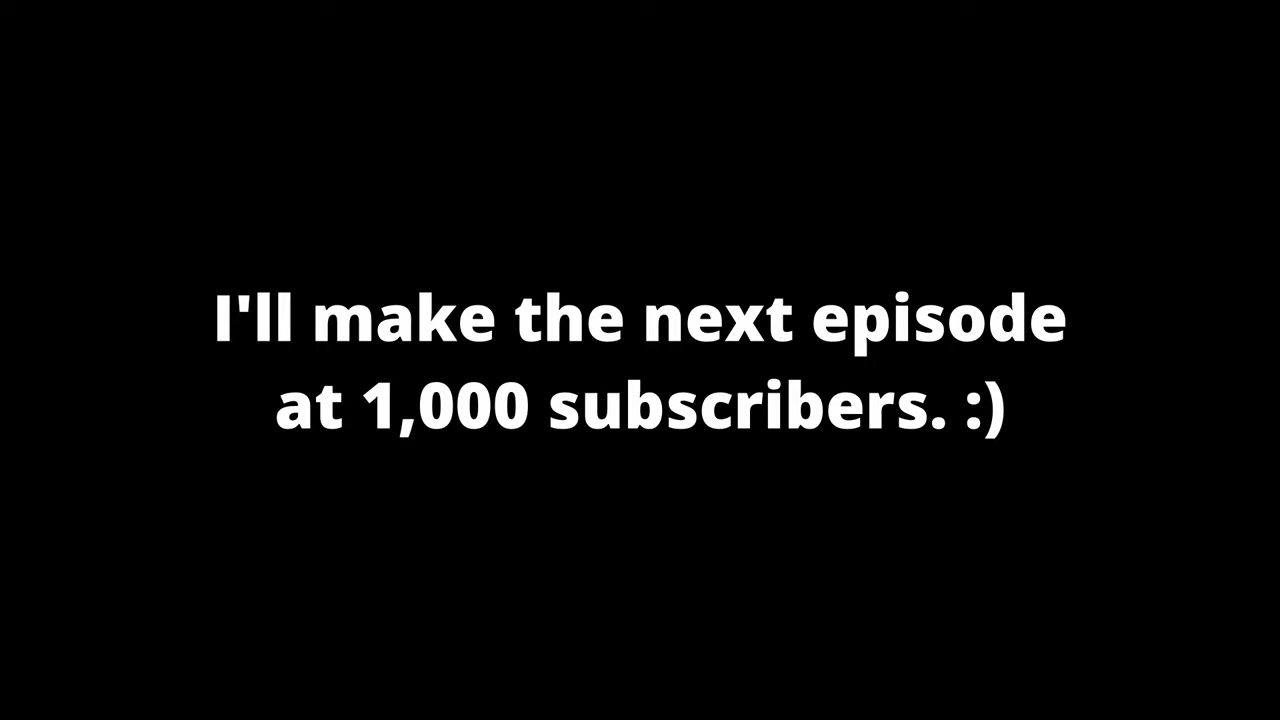 I'll make the next episode
at 1,000 subscribers. :)